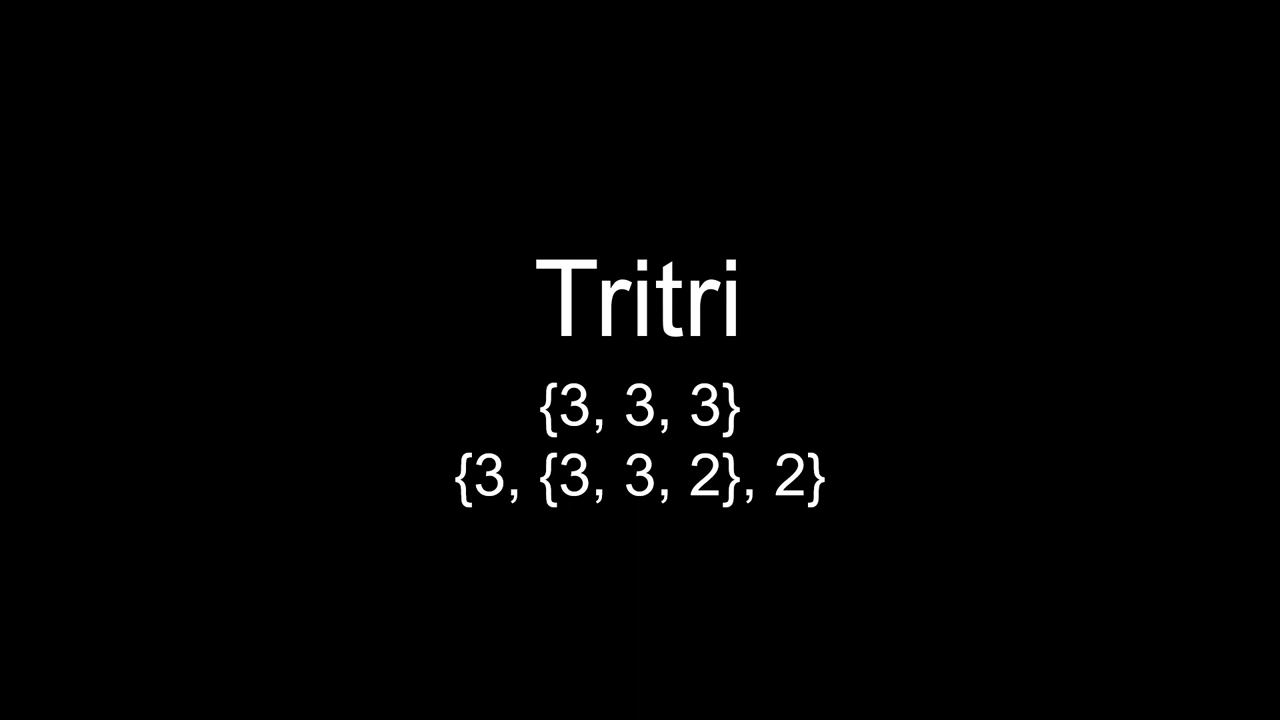 Tritri
{3, 3, 3}
{3, {3, 3, 2}, 2}